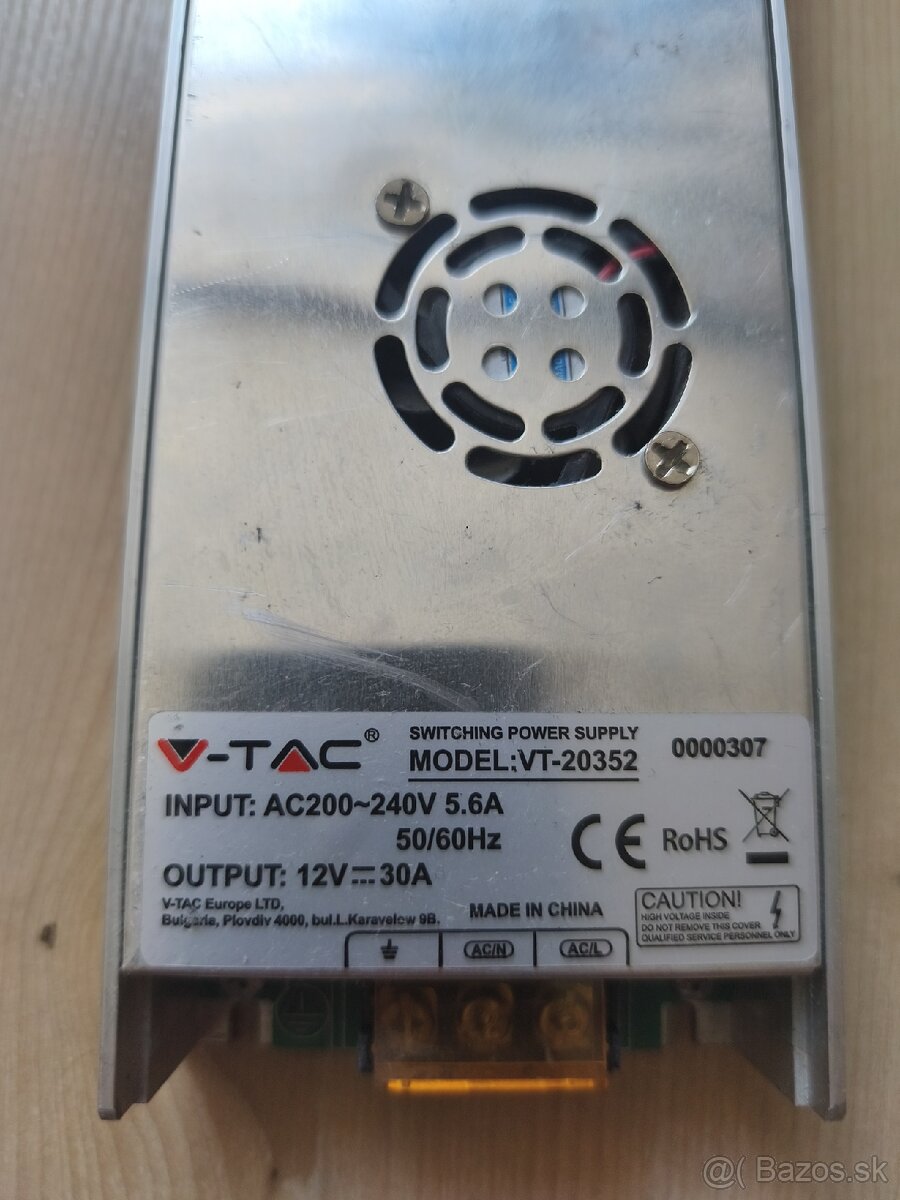 V-TAC®
SWITCHING POWER SUPPLY
MODEL:VT-20352
0000307
INPUT: AC200~240V 5.6A
50/60Hz
OUTPUT: 12V⎓30A
CE RoHS
V-TAC Europe LTD,
Bulgaria, Plovdiv 4000, bul.L.Karavelow 9B.
MADE IN CHINA
CAUTION!
HIGH VOLTAGE INSIDE
DO NOT REMOVE THIS COVER
QUALIFIED SERVICE PERSONNEL ONLY
AC/N
AC/L
@( Bazos.sk